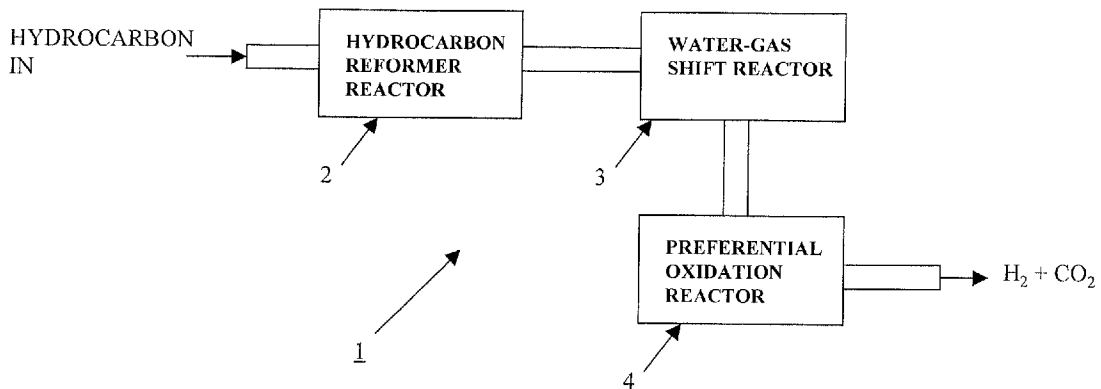 HYDROCARBON
IN
HYDROCARBON
REFORMER
REACTOR
WATER-GAS
SHIFT REACTOR
2
3
PREFERENTIAL
OXIDATION
REACTOR
H₂ + CO₂
1
4